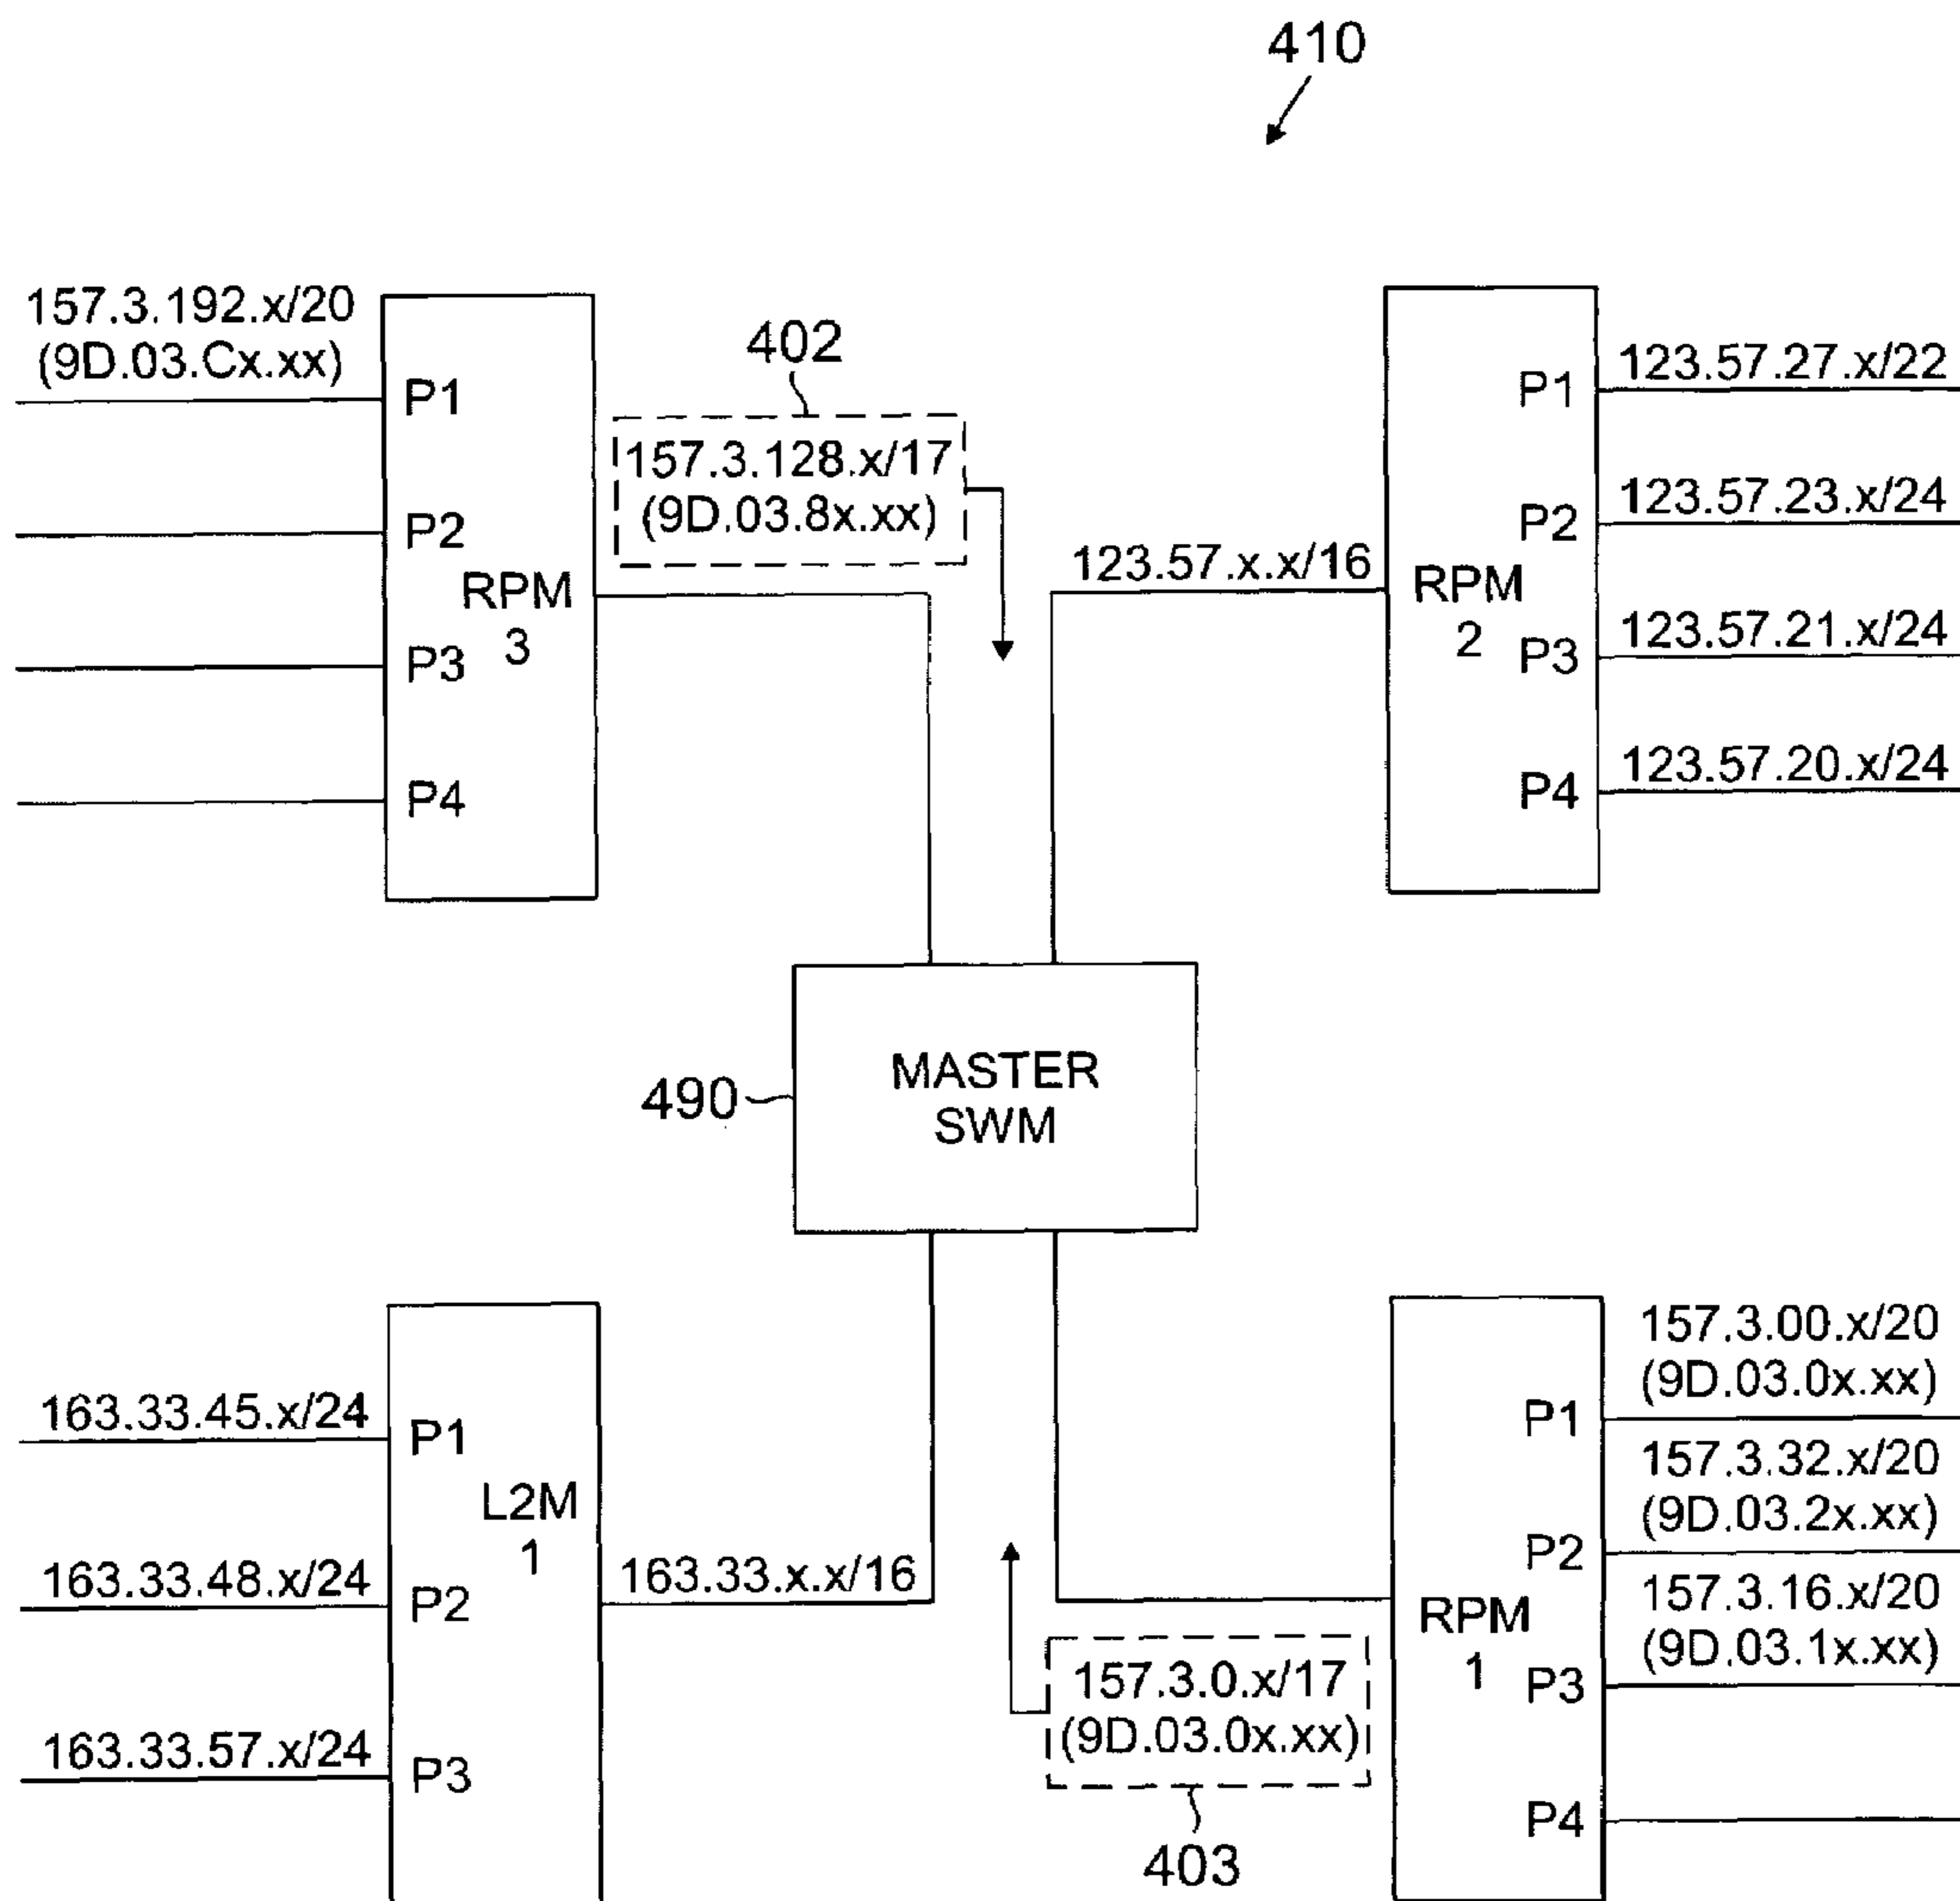 410
157.3.192.x/20
(9D.03.Cx.xx)
P1
P2
RPM
3
P3
P4
402
157.3.128.x/17
(9D.03.8x.xx)
123.57.x.x/16
P1
123.57.27.x/22
P2
123.57.23.x/24
RPM
2
P3
123.57.21.x/24
P4
123.57.20.x/24
490
MASTER
SWM
163.33.45.x/24
P1
L2M
1
163.33.48.x/24
P2
163.33.57.x/24
P3
163.33.x.x/16
157.3.0.x/17
(9D.03.0x.xx)
403
157.3.00.x/20
(9D.03.0x.xx)
P1
157.3.32.x/20
(9D.03.2x.xx)
P2
RPM
1
157.3.16.x/20
(9D.03.1x.xx)
P3
P4